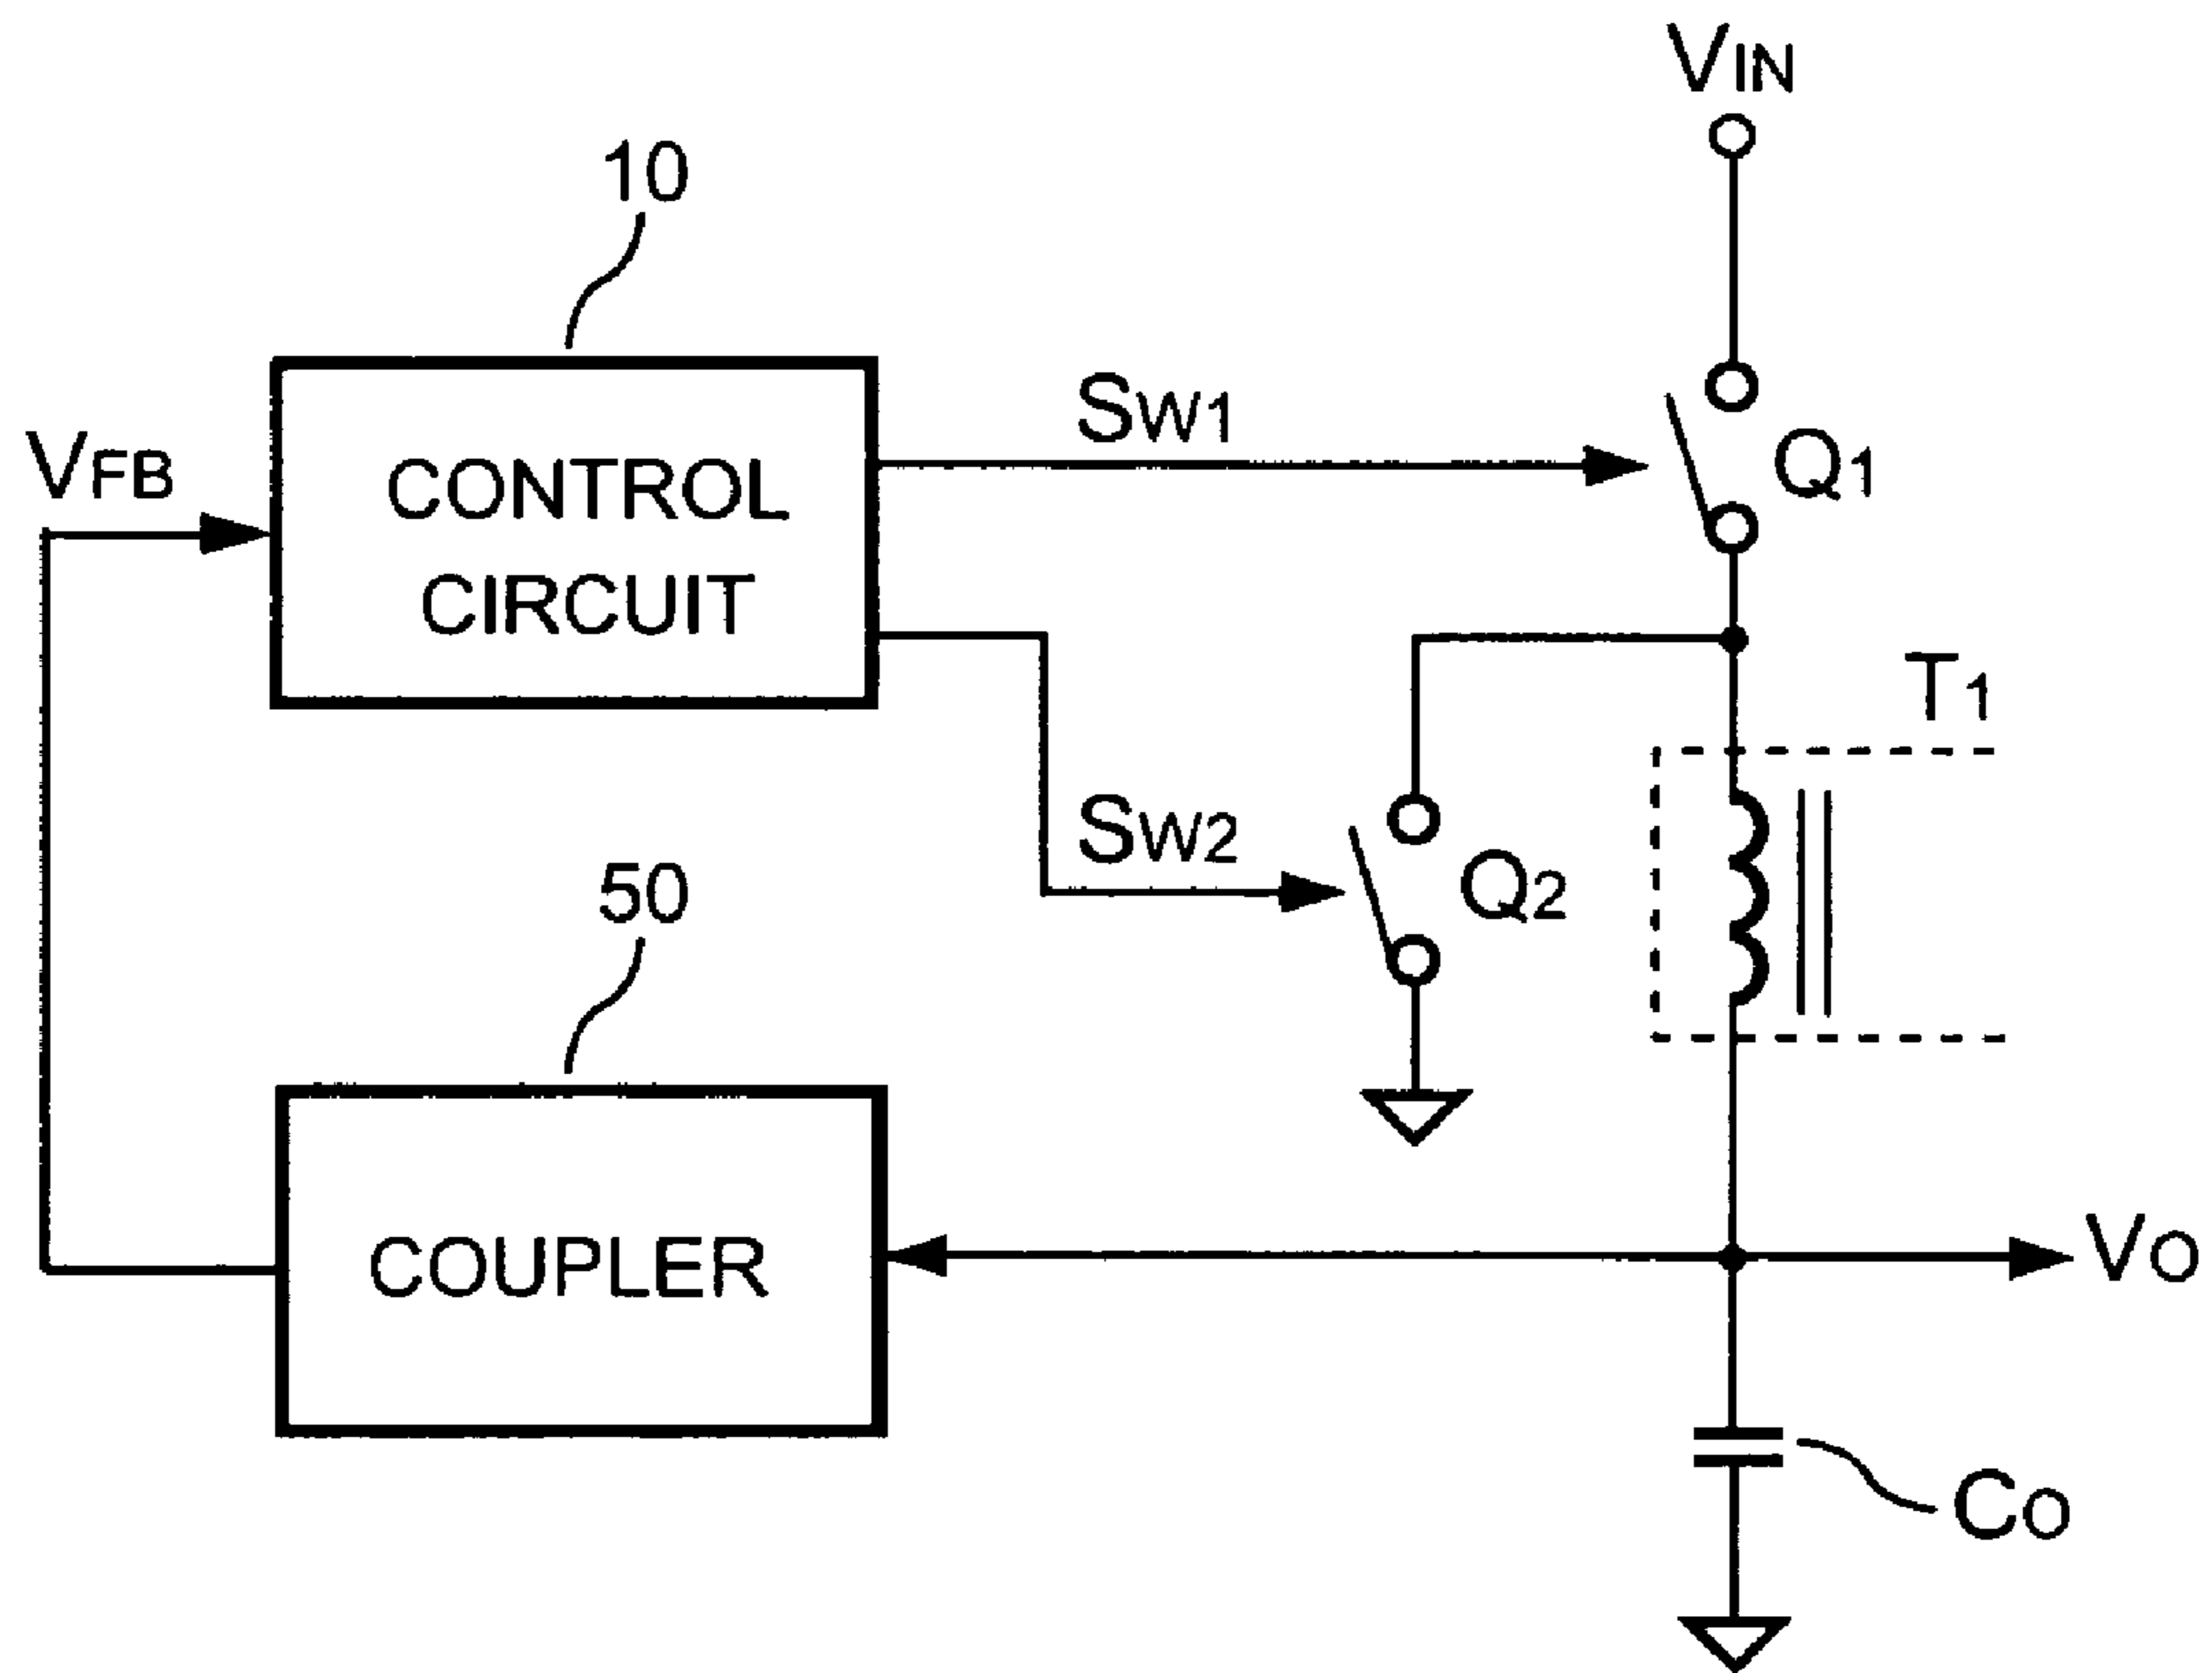 VIN
10
SW1
VFB
CONTROL
CIRCUIT
Q1
T1
SW2
50
Q2
COUPLER
VO
CO